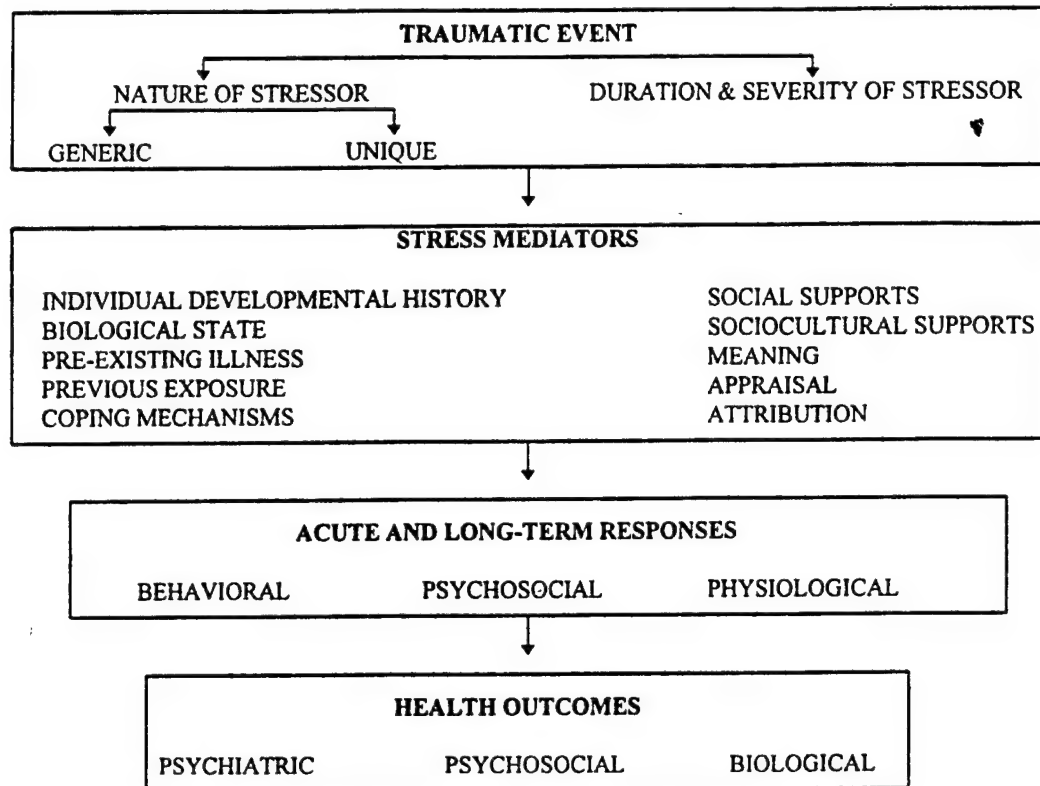 TRAUMATIC EVENT
NATURE OF STRESSOR
DURATION & SEVERITY OF STRESSOR
GENERIC
UNIQUE
STRESS MEDIATORS
INDIVIDUAL DEVELOPMENTAL HISTORY
BIOLOGICAL STATE
PRE-EXISTING ILLNESS
PREVIOUS EXPOSURE
COPING MECHANISMS
SOCIAL SUPPORTS
SOCIOCULTURAL SUPPORTS
MEANING
APPRAISAL
ATTRIBUTION
ACUTE AND LONG-TERM RESPONSES
BEHAVIORAL PSYCHOSOCIAL PHYSIOLOGICAL
HEALTH OUTCOMES
PSYCHIATRIC PSYCHOSOCIAL BIOLOGICAL